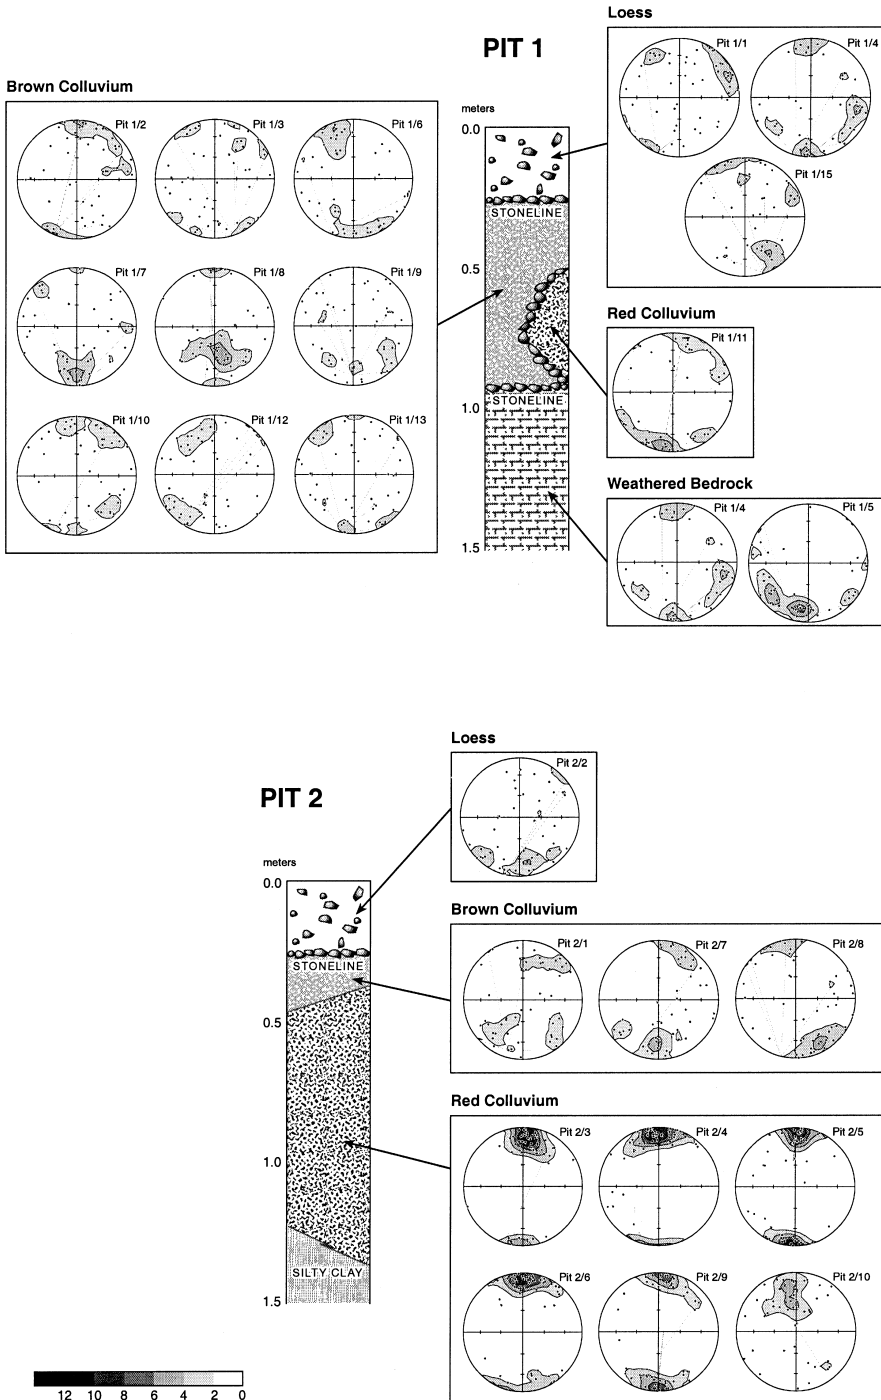 Loess
PIT 1
Pit 1/1
Pit 1/4
Pit 1/15
Brown Colluvium
Pit 1/2
Pit 1/3
Pit 1/6
Pit 1/7
Pit 1/8
Pit 1/9
Pit 1/10
Pit 1/12
Pit 1/13
meters
0.0
STONELINE
0.5
1.0
STONELINE
1.5
Red Colluvium
Pit 1/11
Weathered Bedrock
Pit 1/4
Pit 1/5
Loess
Pit 2/2
PIT 2
meters
0.0
STONELINE
0.5
1.0
SILTY CLAY
1.5
Brown Colluvium
Pit 2/1
Pit 2/7
Pit 2/8
Red Colluvium
Pit 2/3
Pit 2/4
Pit 2/5
Pit 2/6
Pit 2/9
Pit 2/10
12 10 8 6 4 2 0